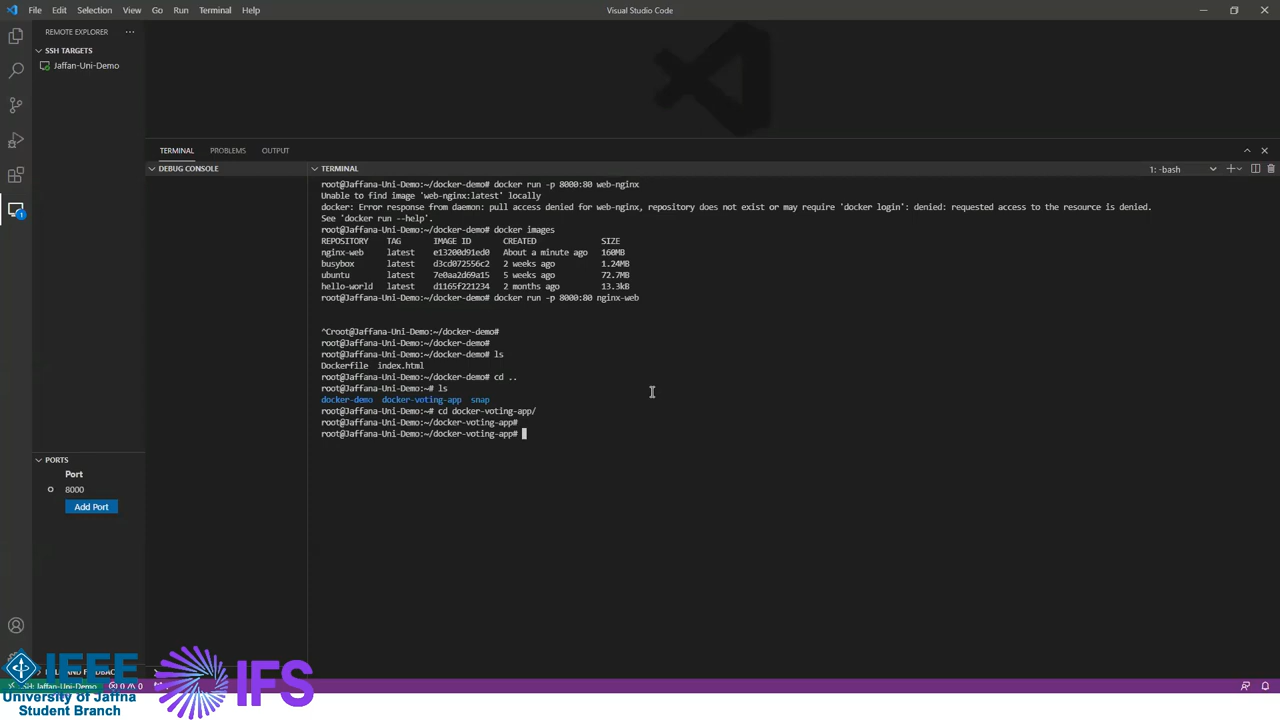 File Edit Selection View Go Run Terminal Help
Visual Studio Code
REMOTE EXPLORER ...
SSH TARGETS
Jaffan-Uni-Demo
TERMINAL PROBLEMS OUTPUT
DEBUG CONSOLE
TERMINAL
1: -bash
root@Jaffana-Uni-Demo:~/docker-demo# docker run -p 8000:80 web-nginx
Unable to find image 'web-nginx:latest' locally
docker: Error response from daemon: pull access denied for web-nginx, repository does not exist or may require 'docker login': denied: requested access to the resource is denied.
See 'docker run --help'.
root@Jaffana-Uni-Demo:~/docker-demo# docker images
REPOSITORY TAG IMAGE ID CREATED SIZE
nginx-web latest e13200d91ed0 About a minute ago 160MB
busybox latest d3cd072556c2 2 weeks ago 1.24MB
ubuntu latest 7e0aa2d69a15 5 weeks ago 72.7MB
hello-world latest d1165f221234 2 months ago 13.3kB
root@Jaffana-Uni-Demo:~/docker-demo# docker run -p 8000:80 nginx-web
^Croot@Jaffana-Uni-Demo:~/docker-demo#
root@Jaffana-Uni-Demo:~/docker-demo#
root@Jaffana-Uni-Demo:~/docker-demo# ls
Dockerfile index.html
root@Jaffana-Uni-Demo:~/docker-demo# cd ..
root@Jaffana-Uni-Demo:~# ls
docker-demo docker-voting-app snap
root@Jaffana-Uni-Demo:~# cd docker-voting-app/
root@Jaffana-Uni-Demo:~/docker-voting-app#
root@Jaffana-Uni-Demo:~/docker-voting-app#
1
PORTS
Port
8000
Add Port
SSH: Jaffan-Uni-Demo
0 0
IEEE
University of Jaffna
Student Branch
IFS